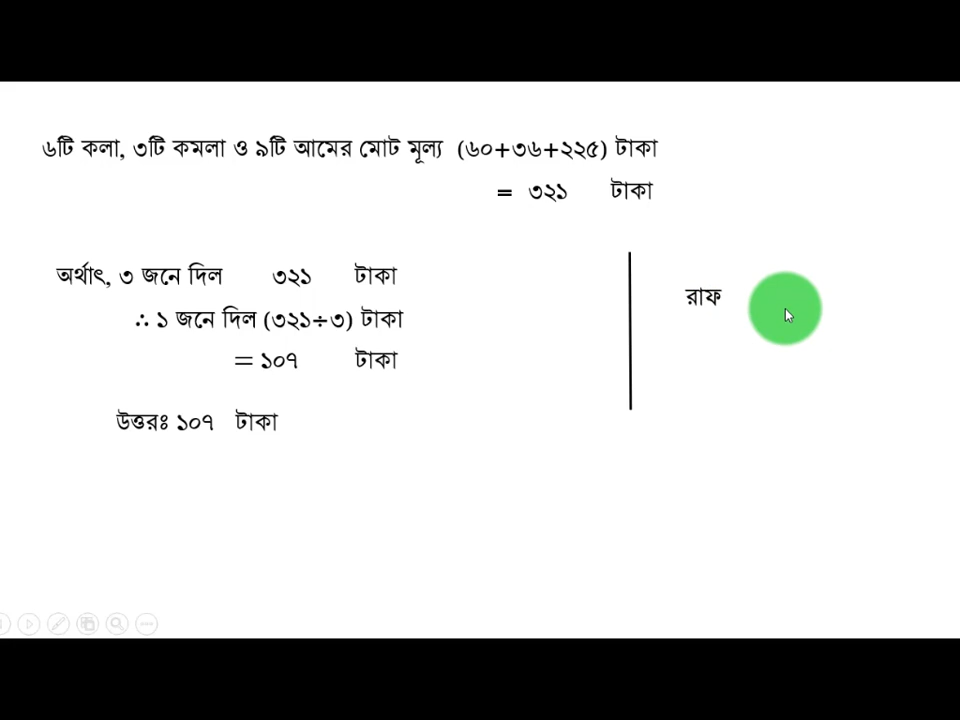 ৬টি কলা, ৩টি কমলা ও ৯টি আমের মোট মূল্য (৬০+৩৬+২২৫) টাকা
= ৩২১ টাকা
অর্থাৎ, ৩ জনে দিল ৩২১ টাকা
∴ ১ জনে দিল (৩২১÷৩) টাকা
= ১০৭ টাকা
উত্তরঃ ১০৭ টাকা
রাফ